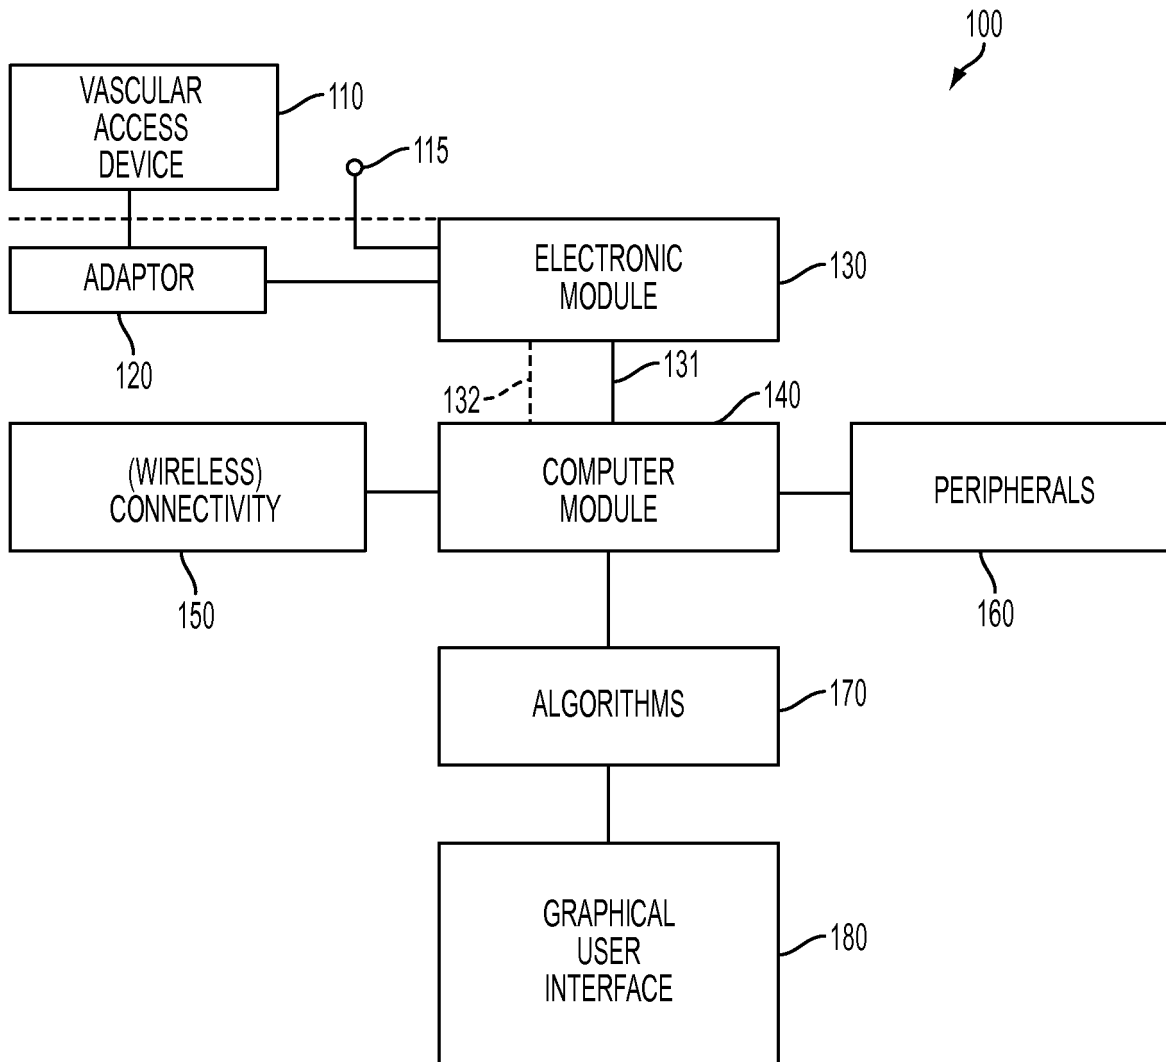 100
VASCULAR
ACCESS
DEVICE
110
115
ADAPTOR
120
ELECTRONIC
MODULE
130
132
131
140
(WIRELESS)
CONNECTIVITY
150
COMPUTER
MODULE
PERIPHERALS
160
ALGORITHMS
170
GRAPHICAL
USER
INTERFACE
180